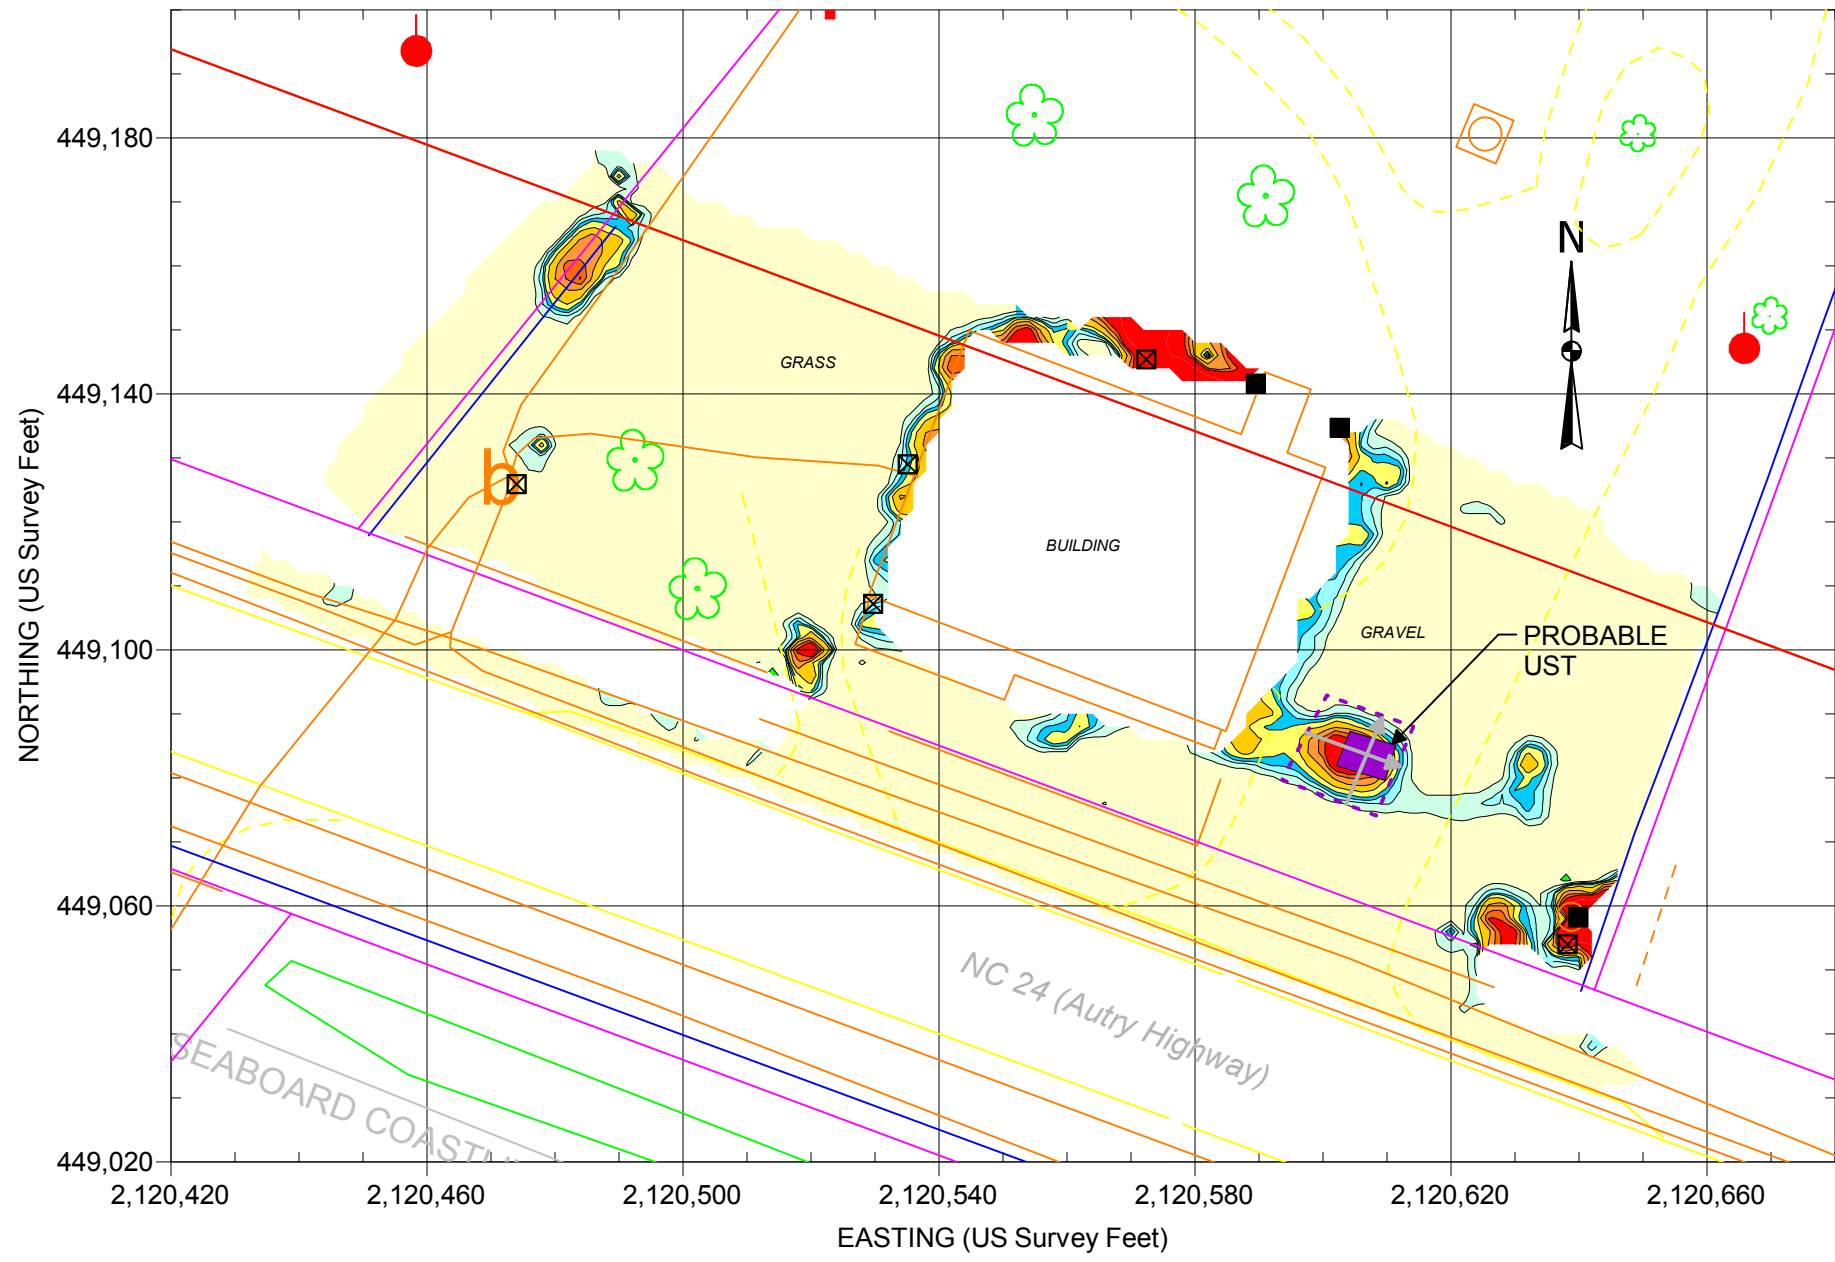 449,180
449,140
449,100
449,060
449,020
NORTHING (US Survey Feet)
N
GRASS
b
BUILDING
GRAVEL
PROBABLE
UST
NC 24 (Autry Highway)
SEABOARD
2,120,420
2,120,460
2,120,500
2,120,540
2,120,580
2,120,620
2,120,660
EASTING (US Survey Feet)